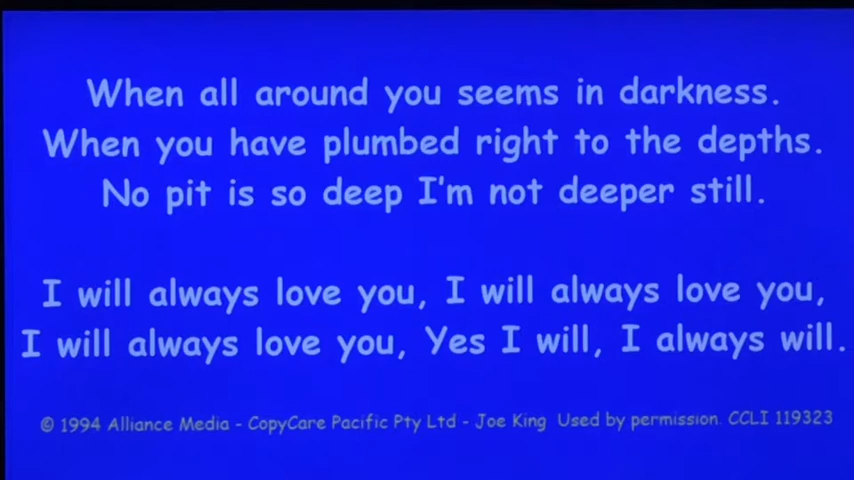 When all around you seems in darkness.
When you have plumbed right to the depths.
No pit is so deep I'm not deeper still.
I will always love you, I will always love you,
I will always love you, Yes I will, I always will.
© 1994 Alliance Media - CopyCare Pacific Pty Ltd - Joe King Used by permission. CCLI 119323